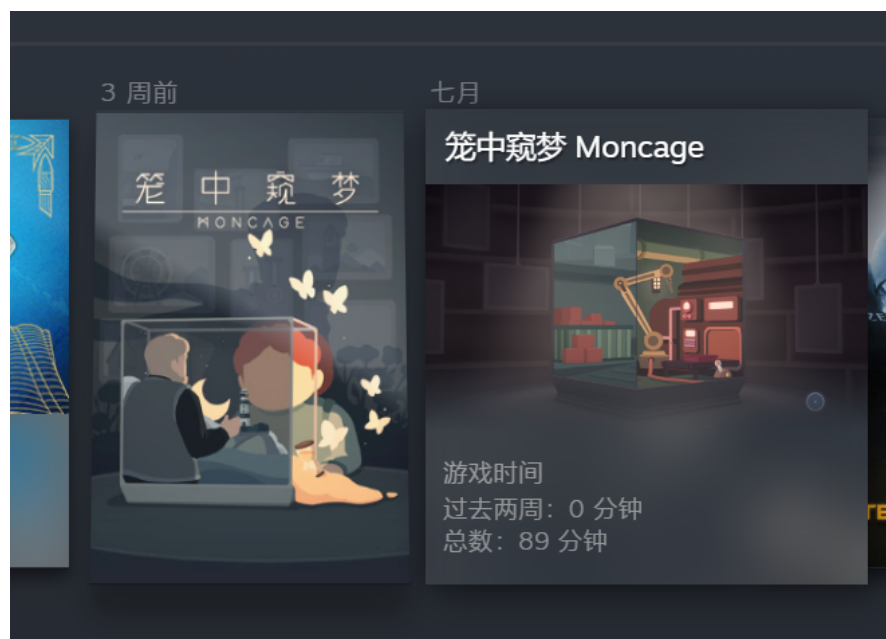 3 周前
七月
笼中窥梦
MONCAGE
笼中窥梦 Moncage
游戏时间
过去两周：0 分钟
总数：89 分钟
TE